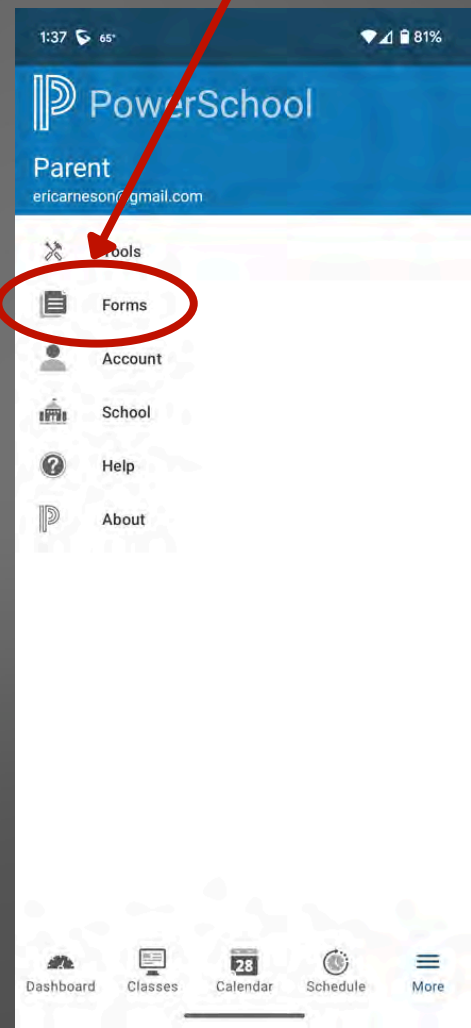 1:37 65° 81%
PowerSchool
Parent
ericarneson@gmail.com
Tools
Forms
Account
School
Help
About
28
Dashboard Classes Calendar Schedule More